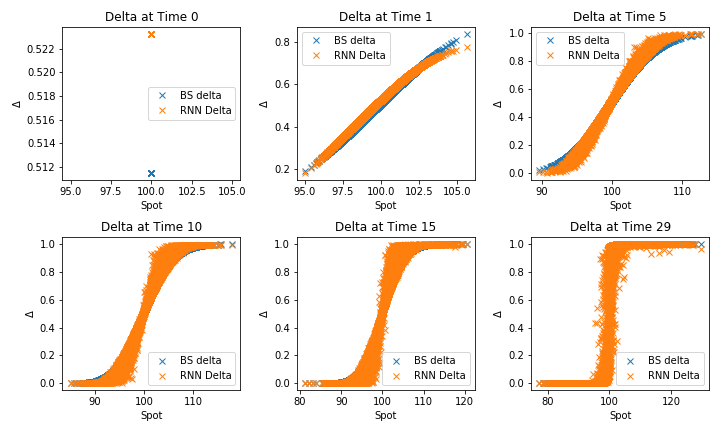 Delta at Time 0
0.522
0.520
0.518
0.516
0.514
0.512
Δ
95.0 97.5 100.0 102.5 105.0
Spot
BS delta
RNN Delta
Delta at Time 1
0.8
0.6
0.4
0.2
Δ
95.0 97.5 100.0 102.5 105.0
Spot
BS delta
RNN Delta
Delta at Time 5
1.0
0.8
0.6
0.4
0.2
0.0
Δ
90 100 110
Spot
BS delta
RNN Delta
Delta at Time 10
1.0
0.8
0.6
0.4
0.2
0.0
Δ
90 100 110
Spot
BS delta
RNN Delta
Delta at Time 15
1.0
0.8
0.6
0.4
0.2
0.0
Δ
80 90 100 110 120
Spot
BS delta
RNN Delta
Delta at Time 29
1.0
0.8
0.6
0.4
0.2
0.0
Δ
80 100 120
Spot
BS delta
RNN Delta